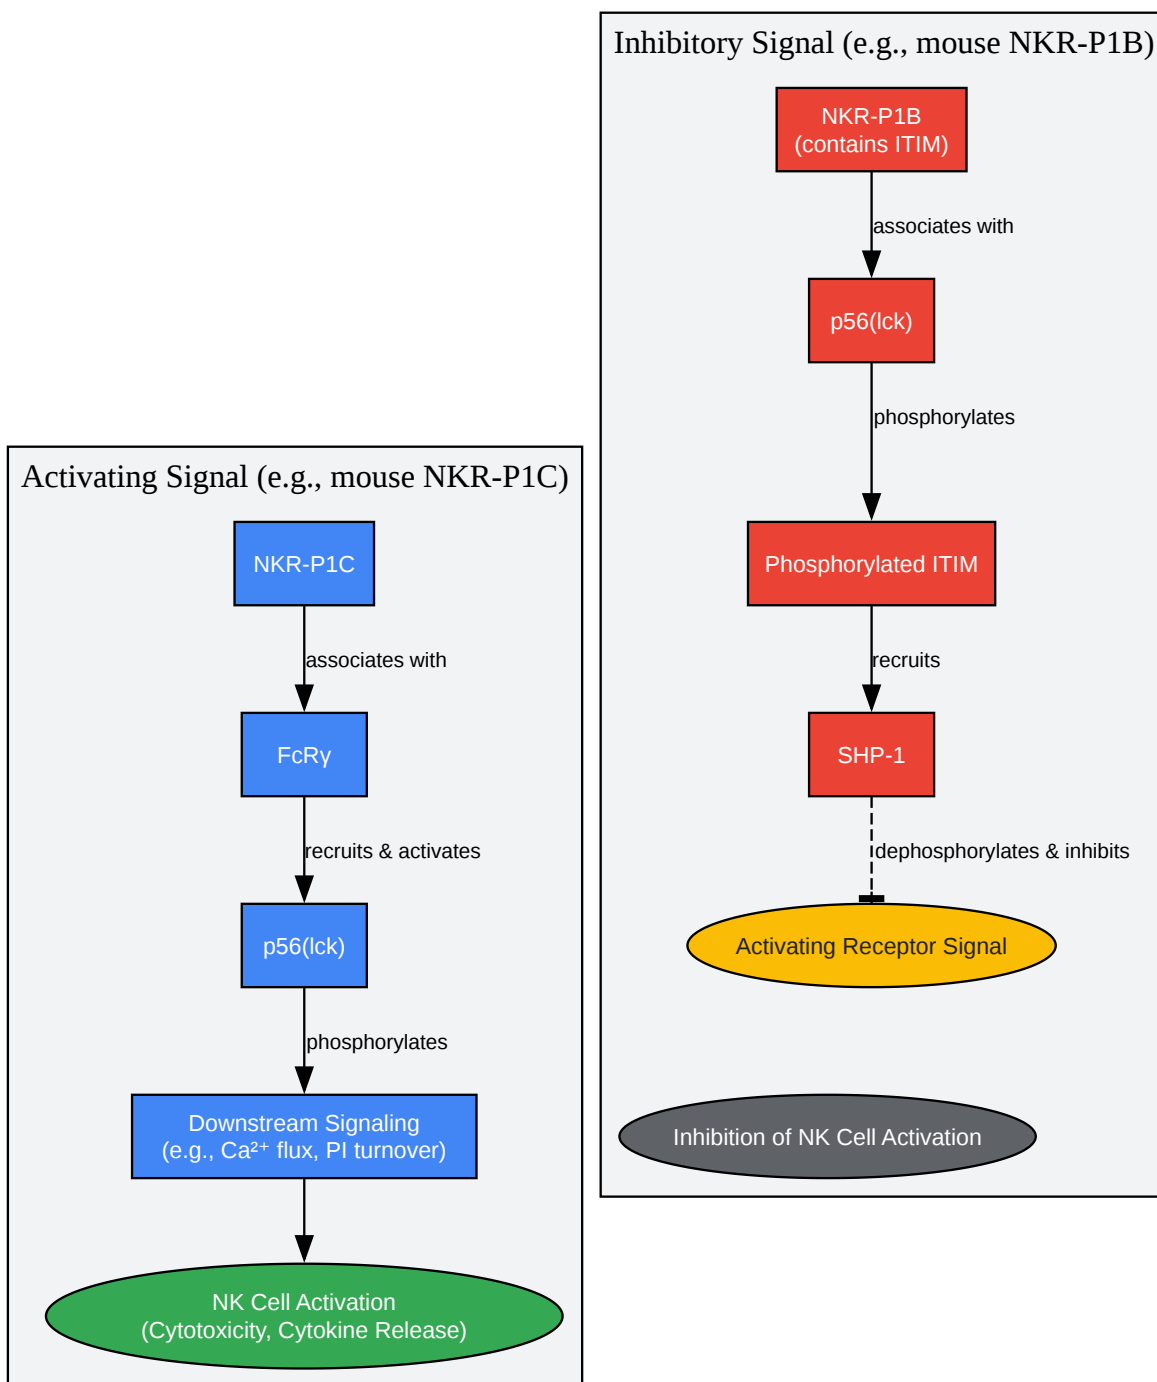 Inhibitory Signal (e.g., mouse NKR-P1B)
NKR-P1B
(contains ITIM)
associates with
p56(lck)
phosphorylates
Phosphorylated ITIM
recruits
SHP-1
dephosphorylates & inhibits
Activating Receptor Signal
Inhibition of NK Cell Activation
Activating Signal (e.g., mouse NKR-P1C)
NKR-P1C
associates with
FcRγ
recruits & activates
p56(lck)
phosphorylates
Downstream Signaling
(e.g., Ca²⁺ flux, PI turnover)
NK Cell Activation
(Cytotoxicity, Cytokine Release)